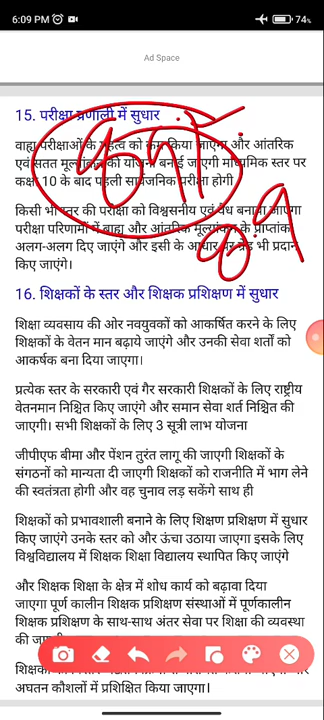 6:09 PM
74%
Ad Space
15. परीक्षा प्रणाली में सुधार
वाह्य परीक्षाओं के महत्व को कम किया जाएगा और आंतरिक
एवं सतत मूल्यांकन की योजना बनाई जाएगी माध्यमिक स्तर पर
कक्षा 10 के बाद पहली सार्वजनिक परीक्षा होगी
किसी भी स्तर की परीक्षा को विश्वसनीय एवं वैध बनाया जाएगा
परीक्षा परिणामों में बाह्य और आंतरिक मूल्यांकन के प्राप्तांक
अलग-अलग दिए जाएंगे और इसी के आधार पर ग्रेड भी प्रदान
किए जाएंगे।
16. शिक्षकों के स्तर और शिक्षक प्रशिक्षण में सुधार
शिक्षा व्यवसाय की ओर नवयुवकों को आकर्षित करने के लिए
शिक्षकों के वेतन मान बढ़ाये जाएंगे और उनकी सेवा शर्तों को
आकर्षक बना दिया जाएगा।
प्रत्येक स्तर के सरकारी एवं गैर सरकारी शिक्षकों के लिए राष्ट्रीय
वेतनमान निश्चित किए जाएंगे और समान सेवा शर्त निश्चित की
जाएगी। सभी शिक्षकों के लिए 3 सूत्री लाभ योजना
जीपीएफ बीमा और पेंशन तुरंत लागू की जाएगी शिक्षकों के
संगठनों को मान्यता दी जाएगी शिक्षकों को राजनीति में भाग लेने
की स्वतंत्रता होगी और वह चुनाव लड़ सकेंगे साथ ही
शिक्षकों को प्रभावशाली बनाने के लिए शिक्षण प्रशिक्षण में सुधार
किए जाएंगे उनके स्तर को और ऊंचा उठाया जाएगा इसके लिए
विश्वविद्यालय में शिक्षक शिक्षा विद्यालय स्थापित किए जाएंगे
और शिक्षक शिक्षा के क्षेत्र में शोध कार्य को बढ़ावा दिया
जाएगा पूर्ण कालीन शिक्षक प्रशिक्षण संस्थाओं में पूर्णकालीन
शिक्षक प्रशिक्षण के साथ-साथ अंतर सेवा पर शिक्षा की व्यवस्था
की
अघतन कौशलों में प्रशिक्षित किया जाएगा।